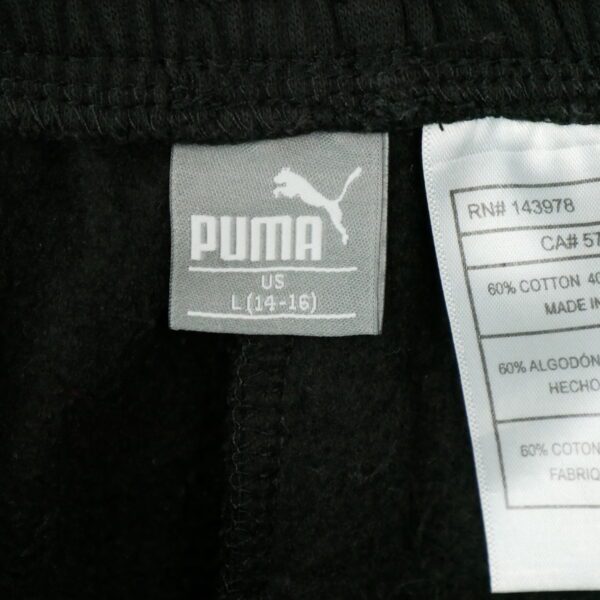 PUMA
US
L (14-16)
RN# 143978
CA# 57
60% COTTON 40
MADE IN
60% ALGODÓN
HECHO
60% COTON
FABRIQ